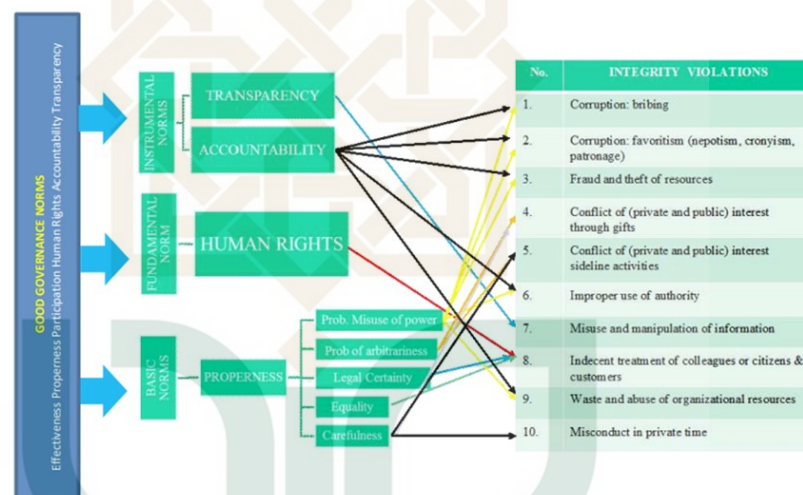 GOOD GOVERNANCE NORMS
Effectiveness Properness Participation Human Rights Accountability Transparency
INSTRUMENTAL
NORMS
TRANSPARENCY
ACCOUNTABILITY
FUNDAMENTAL
NORM
HUMAN RIGHTS
BASIC
NORMS
PROPERNESS
Prob. Misuse of power
Prob of arbitrariness
Legal Certainty
Equality
Carefulness
No. INTEGRITY VIOLATIONS
1. Corruption: bribing
2. Corruption: favoritism (nepotism, cronyism,
patronage)
3. Fraud and theft of resources
4. Conflict of (private and public) interest
through gifts
5. Conflict of (private and public) interest
sideline activities
6. Improper use of authority
7. Misuse and manipulation of information
8. Indecent treatment of colleagues or citizens &
customers
9. Waste and abuse of organizational resources
10. Misconduct in private time